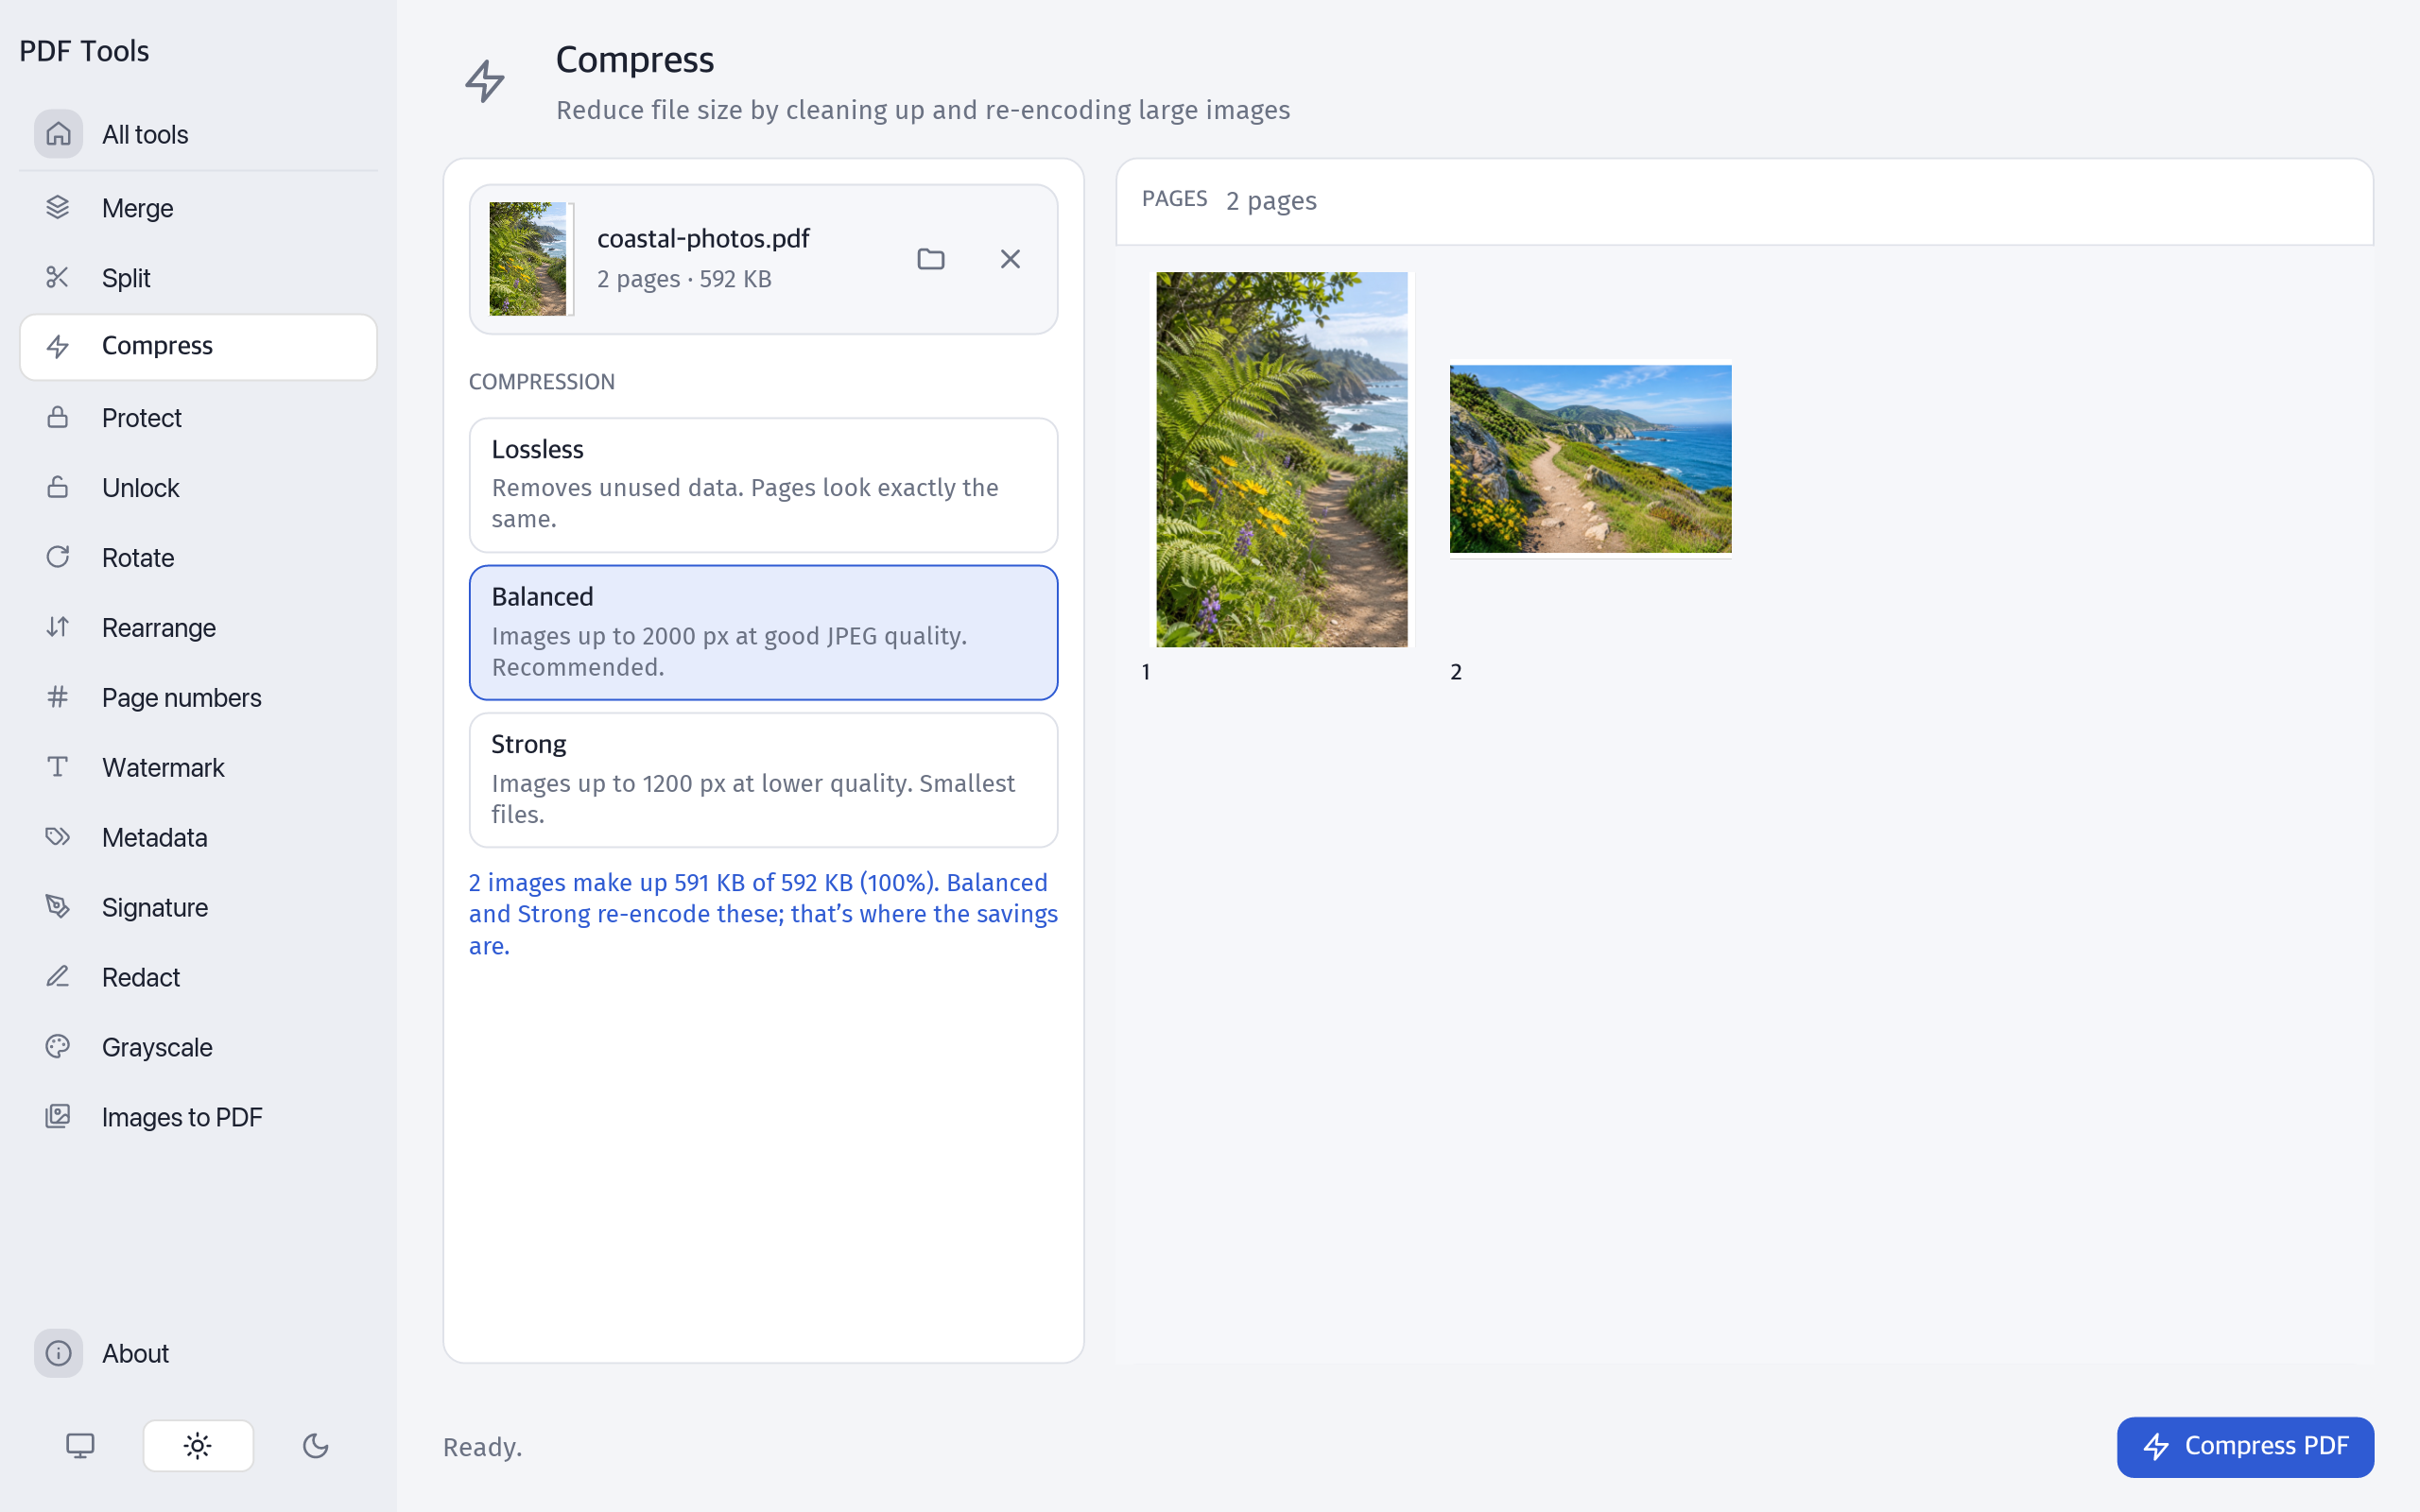 PDF Tools
All tools
Merge
Split
Compress
Protect
Unlock
Rotate
Rearrange
Page numbers
Watermark
Metadata
Signature
Redact
Grayscale
Images to PDF
About
Compress
Reduce file size by cleaning up and re-encoding large images
coastal-photos.pdf
2 pages · 592 KB
COMPRESSION
Lossless
Removes unused data. Pages look exactly the
same.
Balanced
Images up to 2000 px at good JPEG quality.
Recommended.
Strong
Images up to 1200 px at lower quality. Smallest
files.
2 images make up 591 KB of 592 KB (100%). Balanced
and Strong re-encode these; that’s where the savings
are.
PAGES 2 pages
1
2
Ready.
Compress PDF